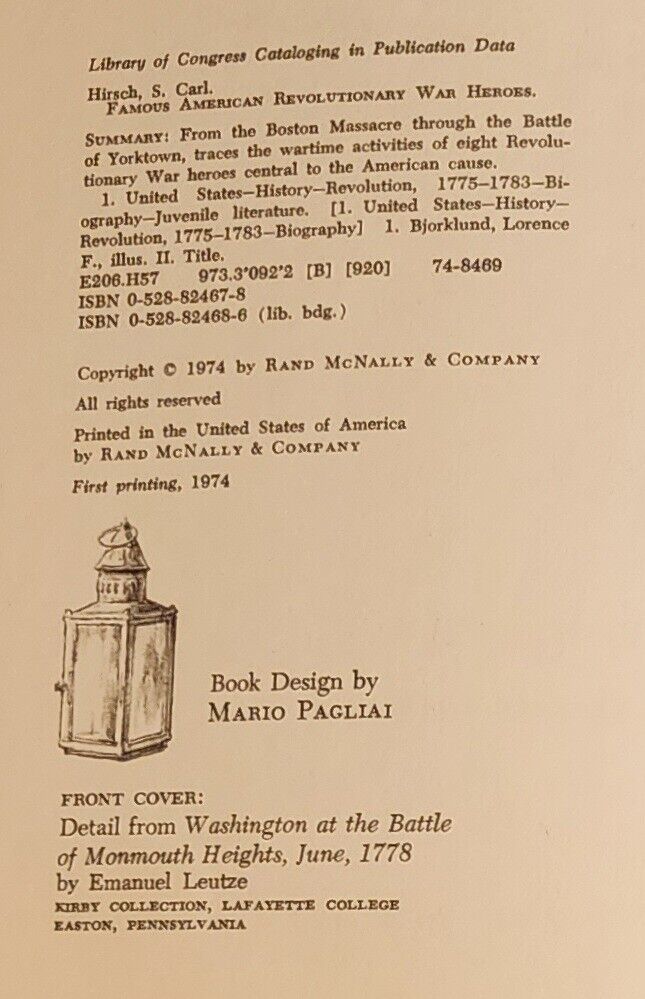 Library of Congress Cataloging in Publication Data
Hirsch, S. Carl.
Famous American Revolutionary War Heroes.
Summary: From the Boston Massacre through the Battle
of Yorktown, traces the wartime activities of eight Revolu-
tionary War heroes central to the American cause.
1. United States—History—Revolution, 1775–1783—Bi-
ography—Juvenile literature. [1. United States—History—
Revolution, 1775–1783—Biography] 1. Bjorklund, Lorence
F., illus. II. Title.
E206.H57 973.3'092'2 [B] [920] 74-8469
ISBN 0-528-82467-8
ISBN 0-528-82468-6 (lib. bdg.)
Copyright © 1974 by Rand McNally & Company
All rights reserved
Printed in the United States of America
by Rand McNally & Company
First printing, 1974
Book Design by
Mario Pagliai
FRONT COVER:
Detail from Washington at the Battle
of Monmouth Heights, June, 1778
by Emanuel Leutze
KIRBY COLLECTION, LAFAYETTE COLLEGE
EASTON, PENNSYLVANIA